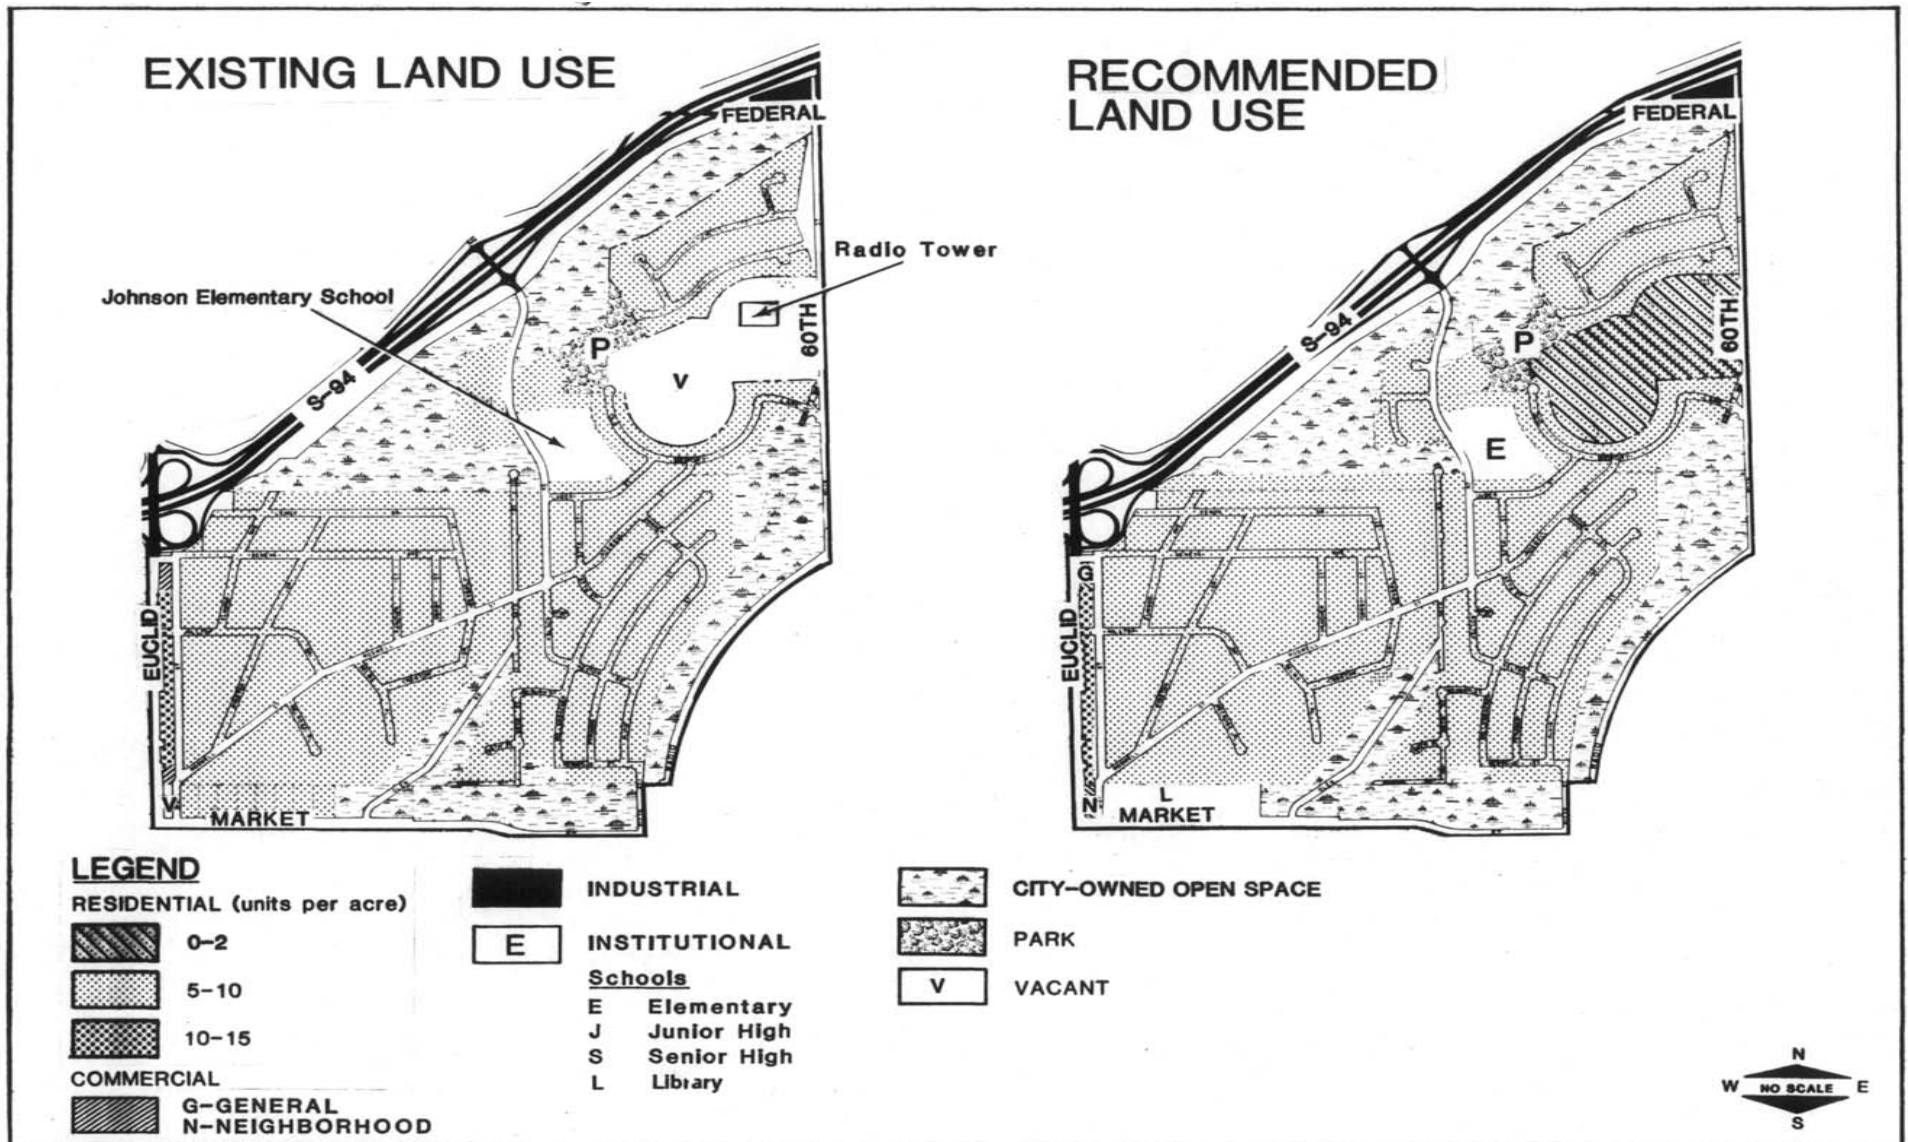 EXISTING LAND USE
FEDERAL
Radio Tower
Johnson Elementary School
60TH
P
V
S-94
EUCLID
V
MARKET
RECOMMENDED
LAND USE
FEDERAL
60TH
S-94
P
E
G
EUCLID
N
L
MARKET
LEGEND
RESIDENTIAL (units per acre)
0-2
5-10
10-15
COMMERCIAL
G-GENERAL
N-NEIGHBORHOOD
INDUSTRIAL
E INSTITUTIONAL
Schools
E Elementary
J Junior High
S Senior High
L Library
CITY-OWNED OPEN SPACE
PARK
V VACANT
N
W NO SCALE E
S